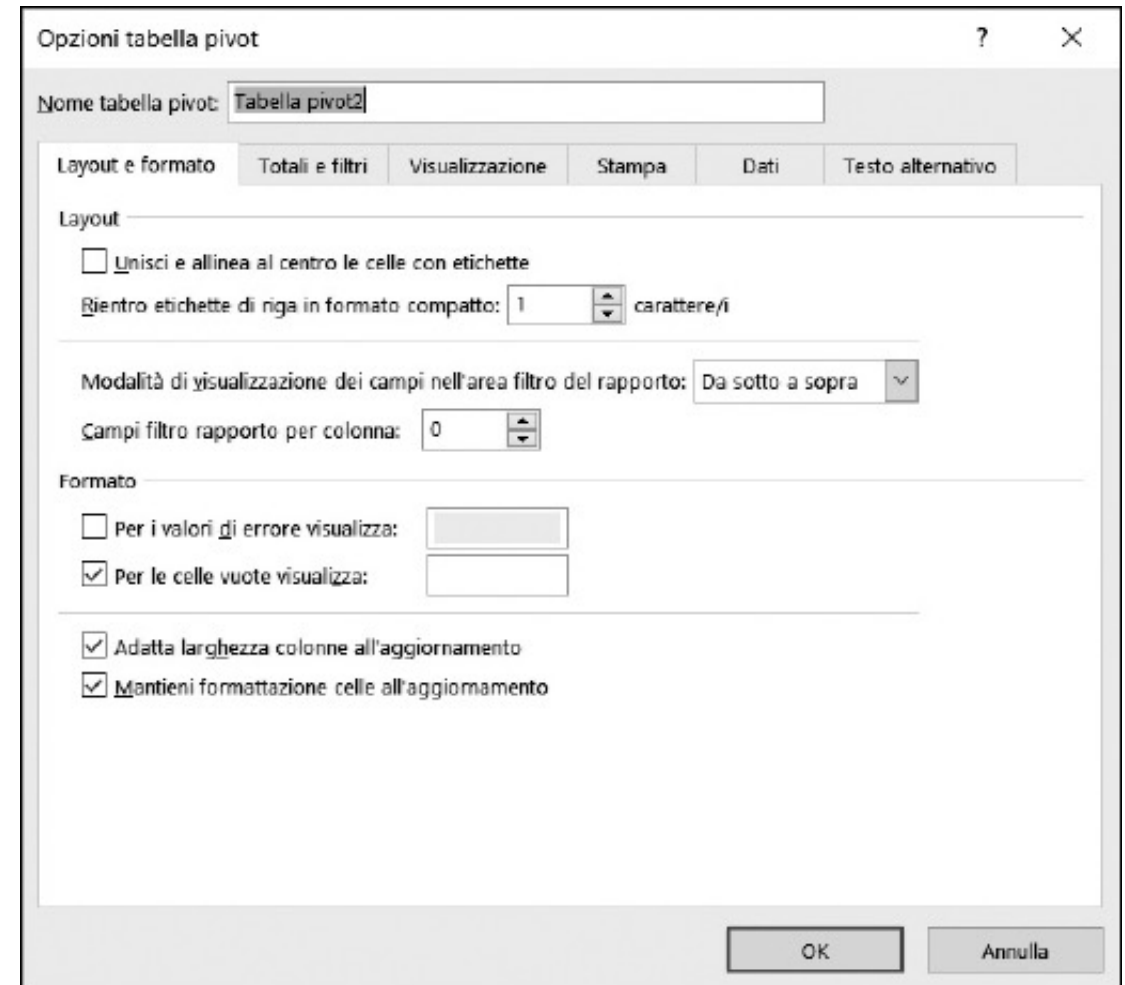 Opzioni tabella pivot ? ×
Nome tabella pivot: Tabella pivot2
Layout e formato Totali e filtri Visualizzazione Stampa Dati Testo alternativo
Layout
Unisci e allinea al centro le celle con etichette
Rientro etichette di riga in formato compatto: 1 carattere/i
Modalità di visualizzazione dei campi nell'area filtro del rapporto: Da sotto a sopra
Campi filtro rapporto per colonna: 0
Formato
Per i valori di errore visualizza:
Per le celle vuote visualizza:
Adatta larghezza colonne all'aggiornamento
Mantieni formattazione celle all'aggiornamento
OK Annulla